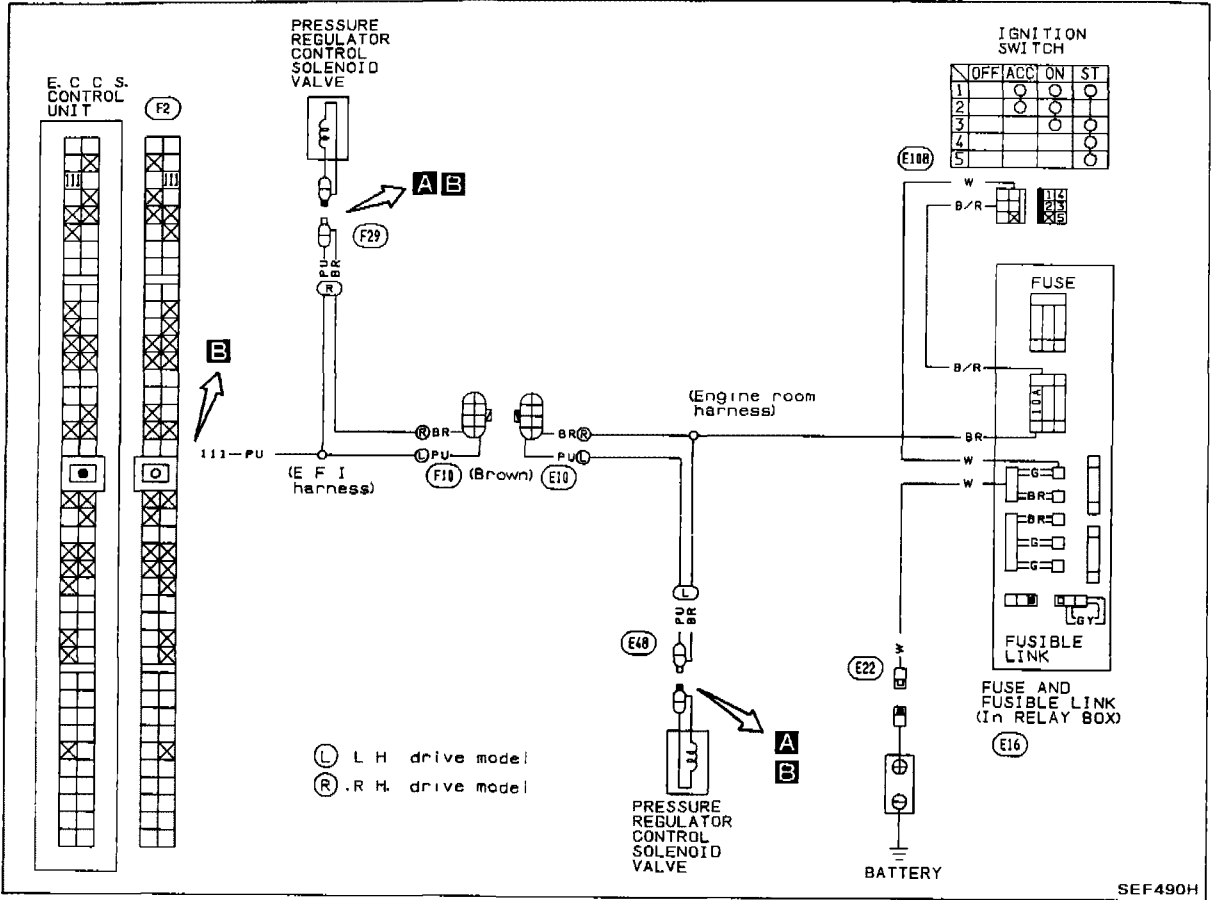 PRESSURE
REGULATOR
CONTROL
SOLENOID
VALVE
IGNITION
SWITCH
OFF ACC ON ST
1
2
3
4
5
E. C. C. S.
CONTROL
UNIT
F2
111
111
E108
W
B/R
1 4
2 3
5
A B
F29
PU
BR
R
FUSE
B/R
10A
B
(Engine room
harness)
R BR
BR R
BR
111-PU
L PU
PU L
(E F I
harness)
F10 (Brown) E10
W
W
G
BR
BR
G
G
GY
L
PU
BR
E48
W
E22
FUSIBLE
LINK
FUSE AND
FUSIBLE LINK
(In RELAY BOX)
E16
A
B
L L H drive model
R .R H. drive model
PRESSURE
REGULATOR
CONTROL
SOLENOID
VALVE
BATTERY
SEF490H